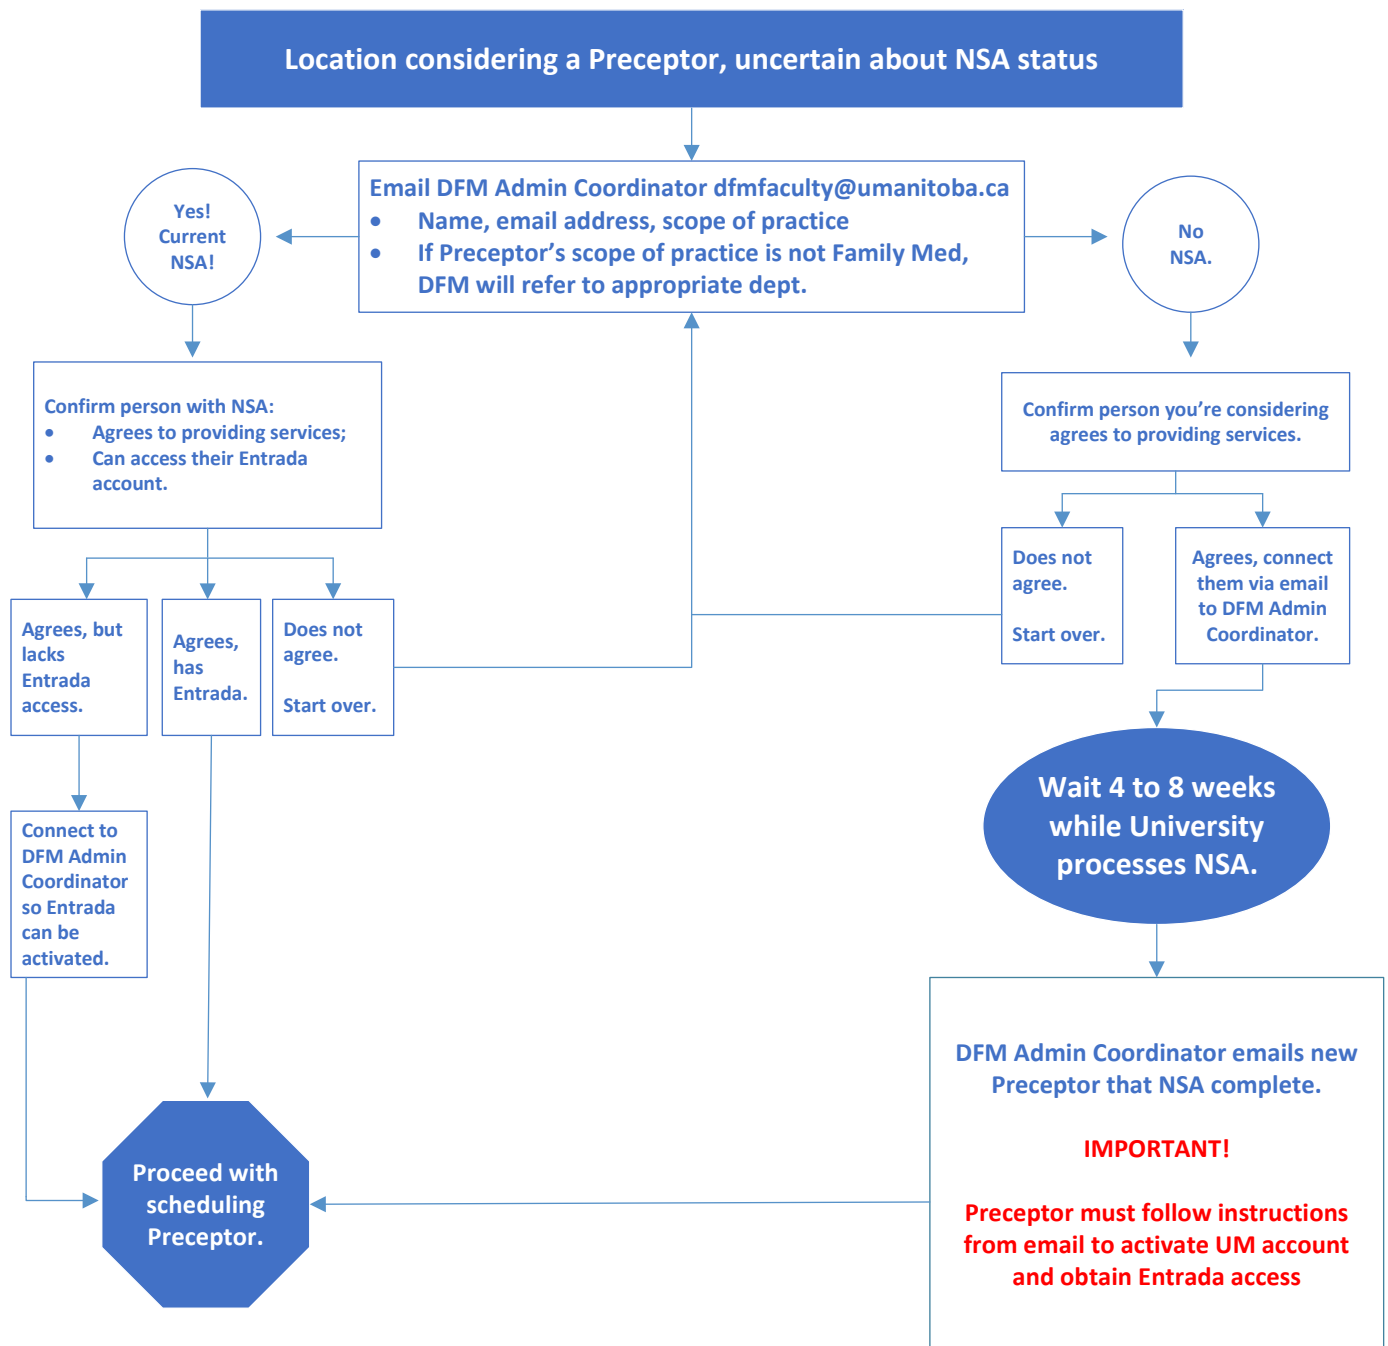 Location considering a Preceptor, uncertain about NSA status
Email DFM Admin Coordinator dfmfaculty@umanitoba.ca
• Name, email address, scope of practice
• If Preceptor’s scope of practice is not Family Med,
DFM will refer to appropriate dept.
Yes!
Current
NSA!
No
NSA.
Confirm person with NSA:
• Agrees to providing services;
• Can access their Entrada
account.
Confirm person you’re considering
agrees to providing services.
Does not
agree.
Start over.
Agrees, connect
them via email
to DFM Admin
Coordinator.
Agrees, but
lacks
Entrada
access.
Agrees,
has
Entrada.
Does not
agree.
Start over.
Connect to
DFM Admin
Coordinator
so Entrada
can be
activated.
Wait 4 to 8 weeks
while University
processes NSA.
DFM Admin Coordinator emails new
Preceptor that NSA complete.
IMPORTANT!
Preceptor must follow instructions
from email to activate UM account
and obtain Entrada access
Proceed with
scheduling
Preceptor.